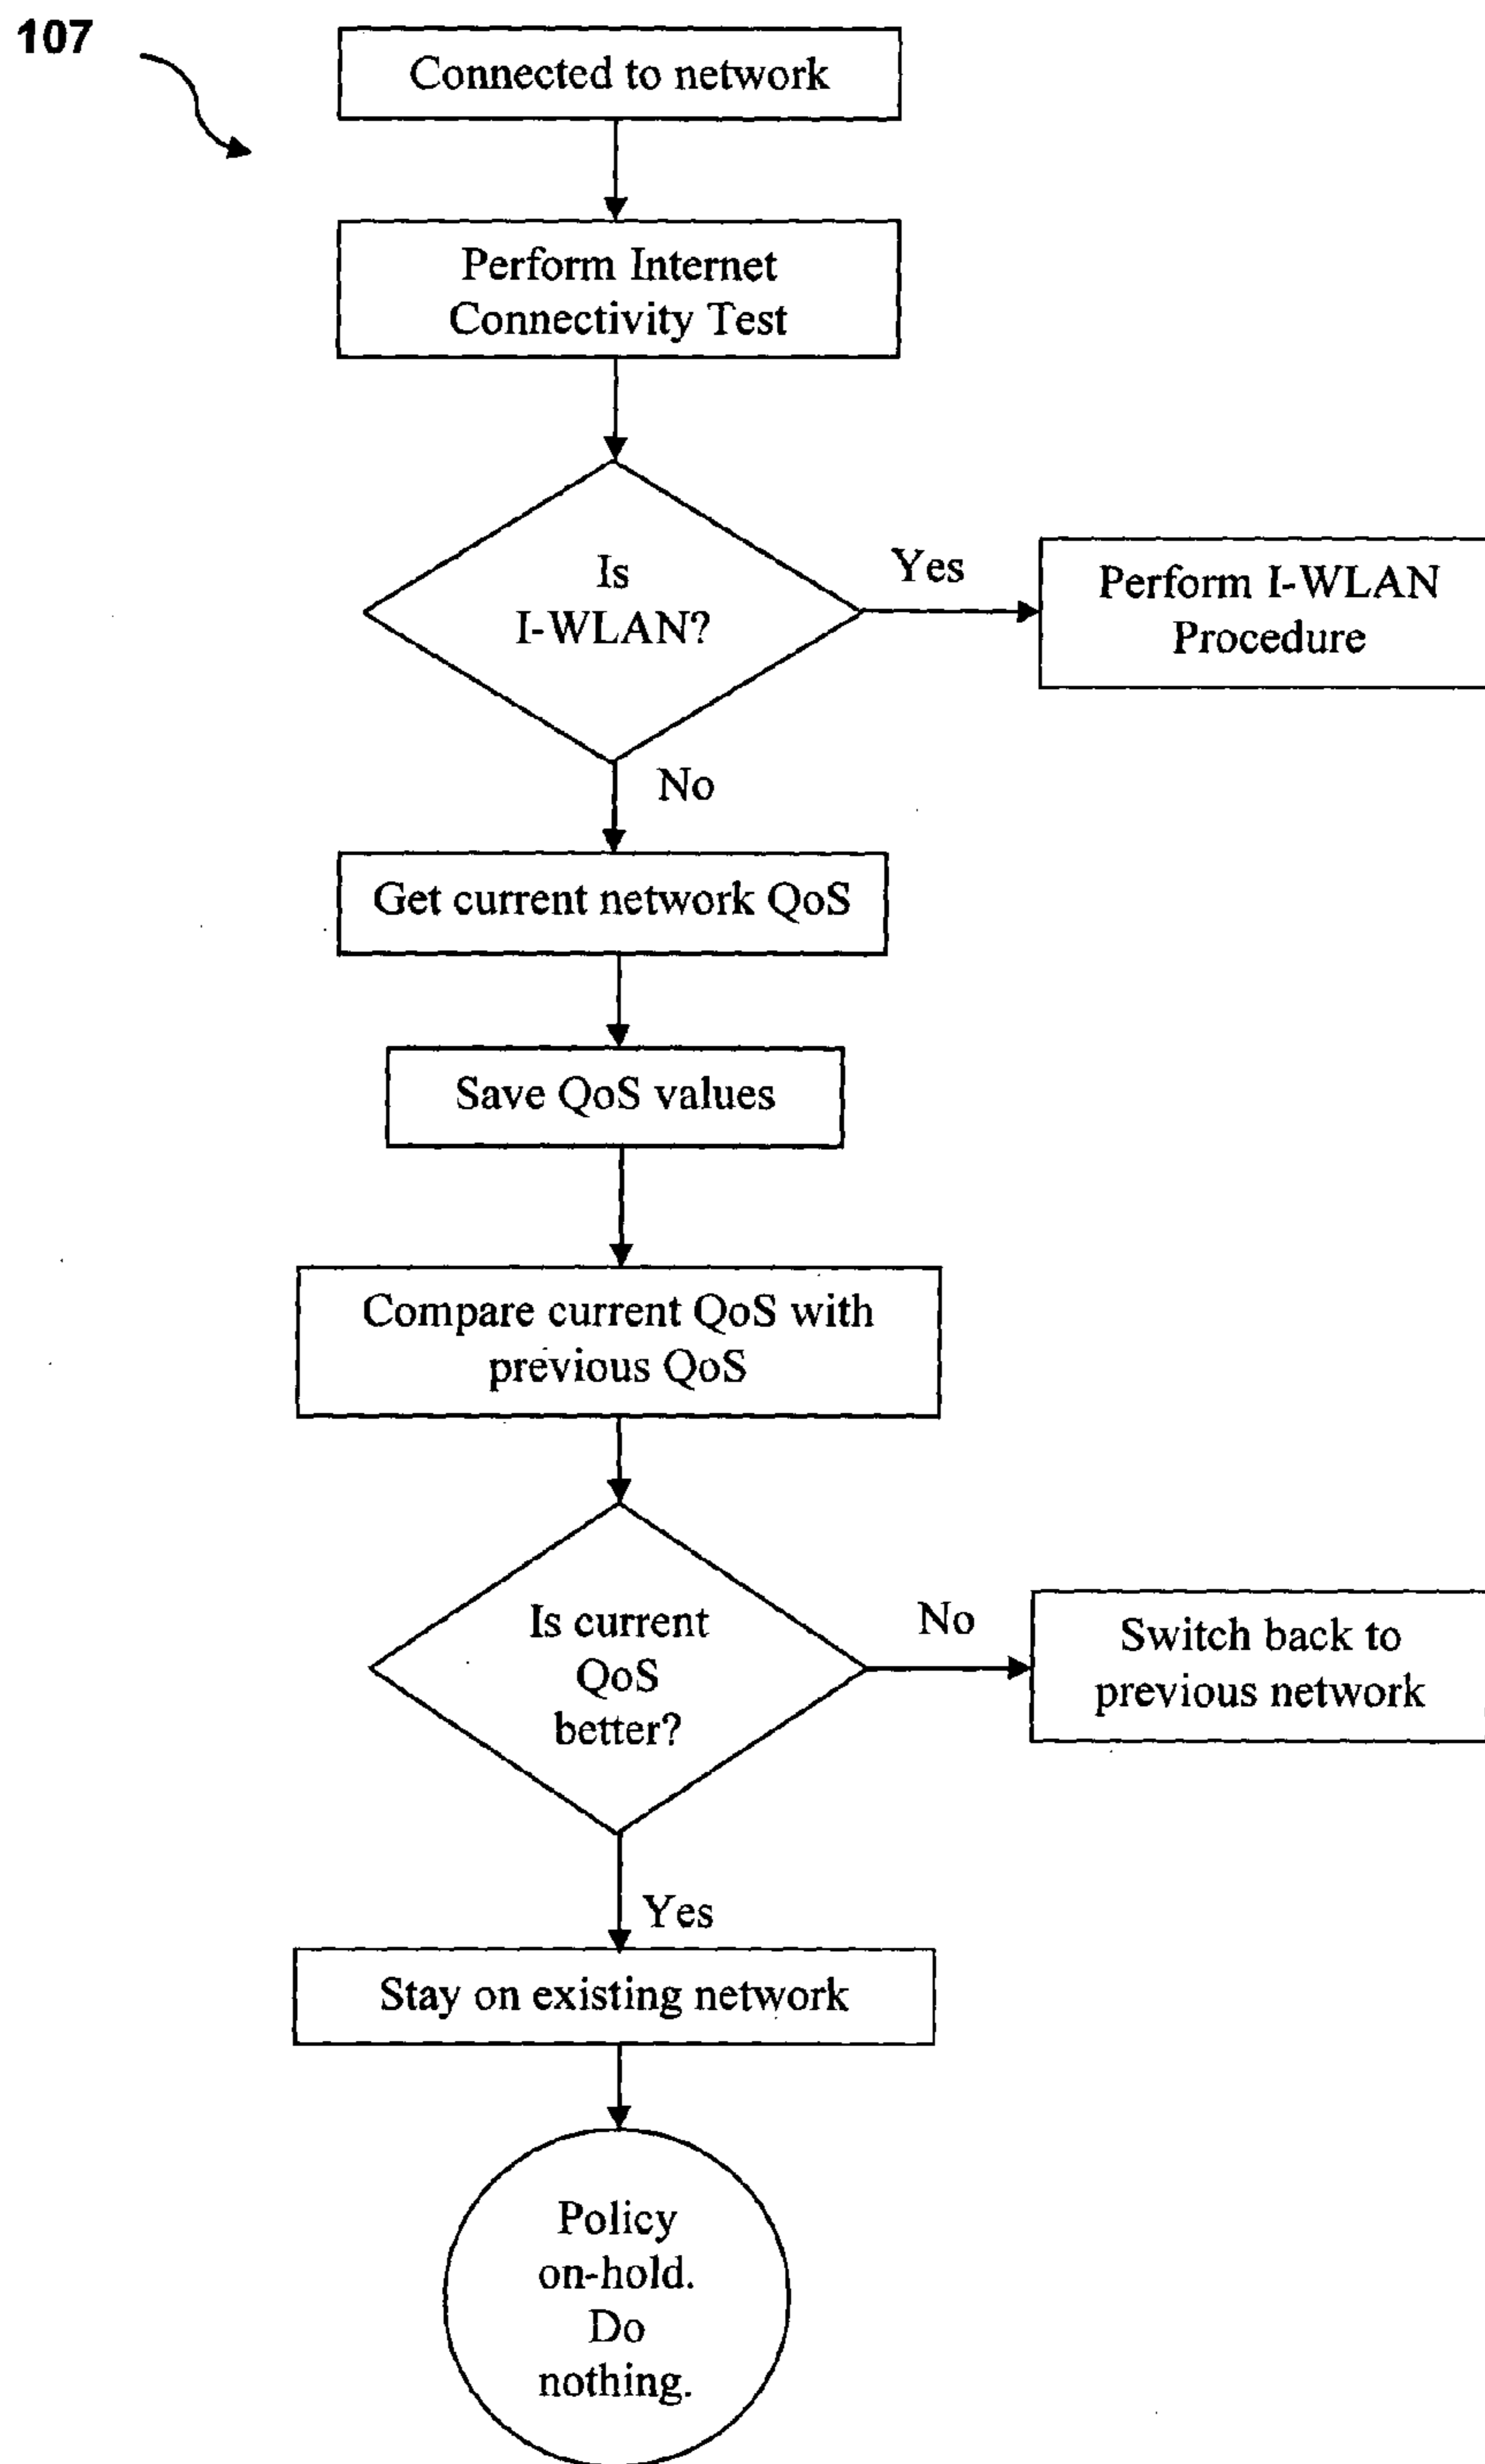 107
Connected to network
Perform Internet
Connectivity Test
Is
I-WLAN?
Yes
Perform I-WLAN
Procedure
No
Get current network QoS
Save QoS values
Compare current QoS with
previous QoS
Is current
QoS
better?
No
Switch back to
previous network
Yes
Stay on existing network
Policy
on-hold.
Do
nothing.